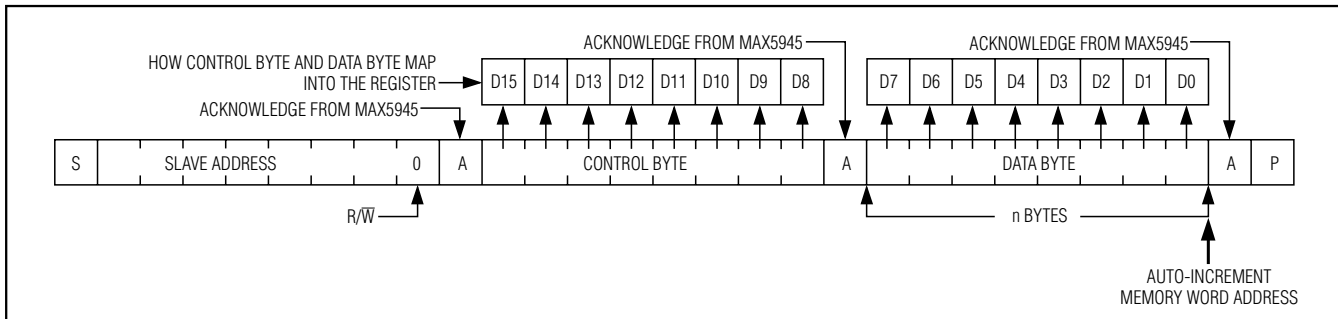 ACKNOWLEDGE FROM MAX5945
ACKNOWLEDGE FROM MAX5945
HOW CONTROL BYTE AND DATA BYTE MAP
INTO THE REGISTER
D15 D14 D13 D12 D11 D10 D9 D8
D7 D6 D5 D4 D3 D2 D1 D0
ACKNOWLEDGE FROM MAX5945
S SLAVE ADDRESS 0 A CONTROL BYTE A DATA BYTE A P
R/W̅
n BYTES
AUTO-INCREMENT
MEMORY WORD ADDRESS